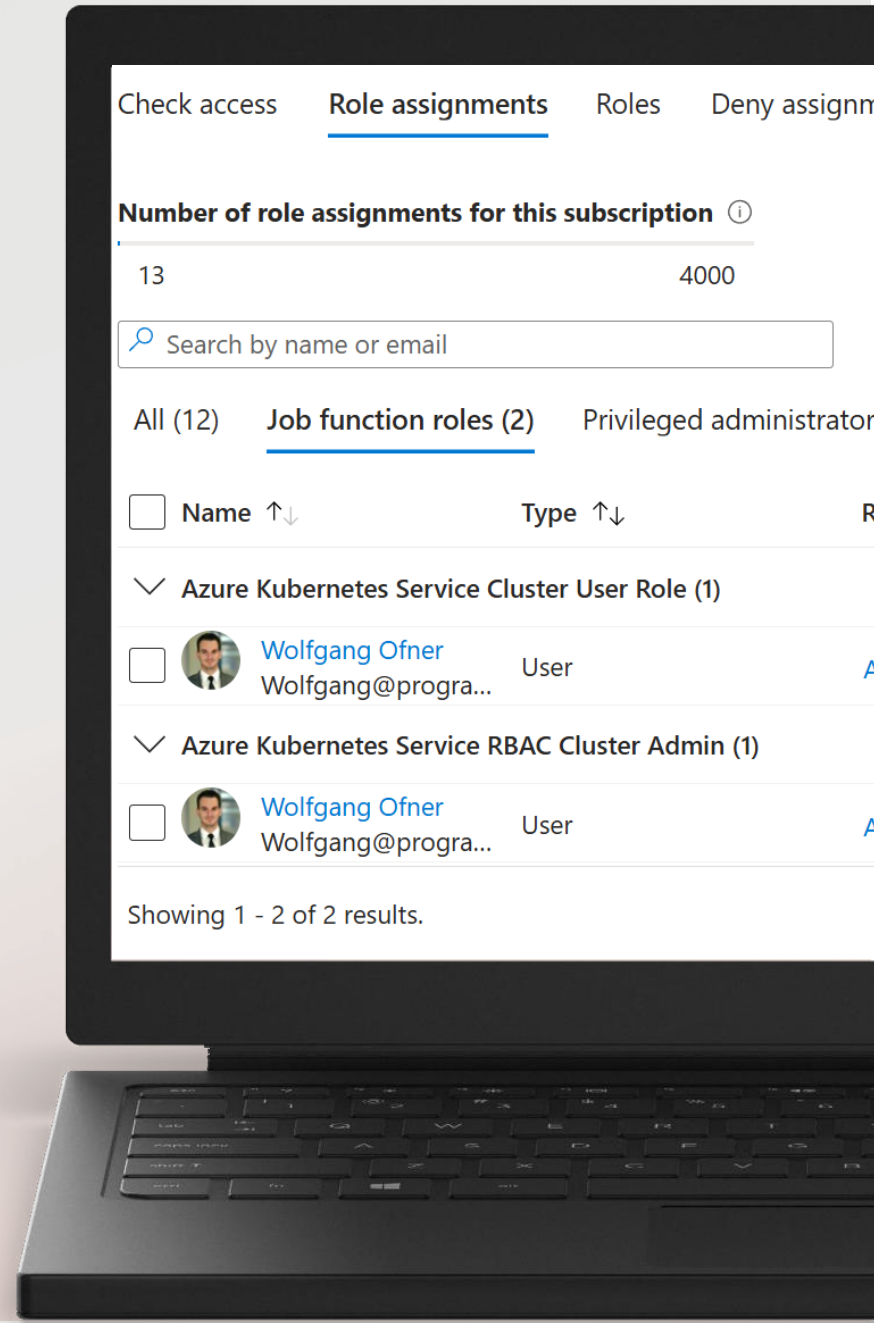 Check access Role assignments Roles Deny assignm
Number of role assignments for this subscription
13 4000
Search by name or email
All (12) Job function roles (2) Privileged administrator
Name Type R
Azure Kubernetes Service Cluster User Role (1)
Wolfgang Ofner
Wolfgang@progra... User A
Azure Kubernetes Service RBAC Cluster Admin (1)
Wolfgang Ofner
Wolfgang@progra... User A
Showing 1 - 2 of 2 results.